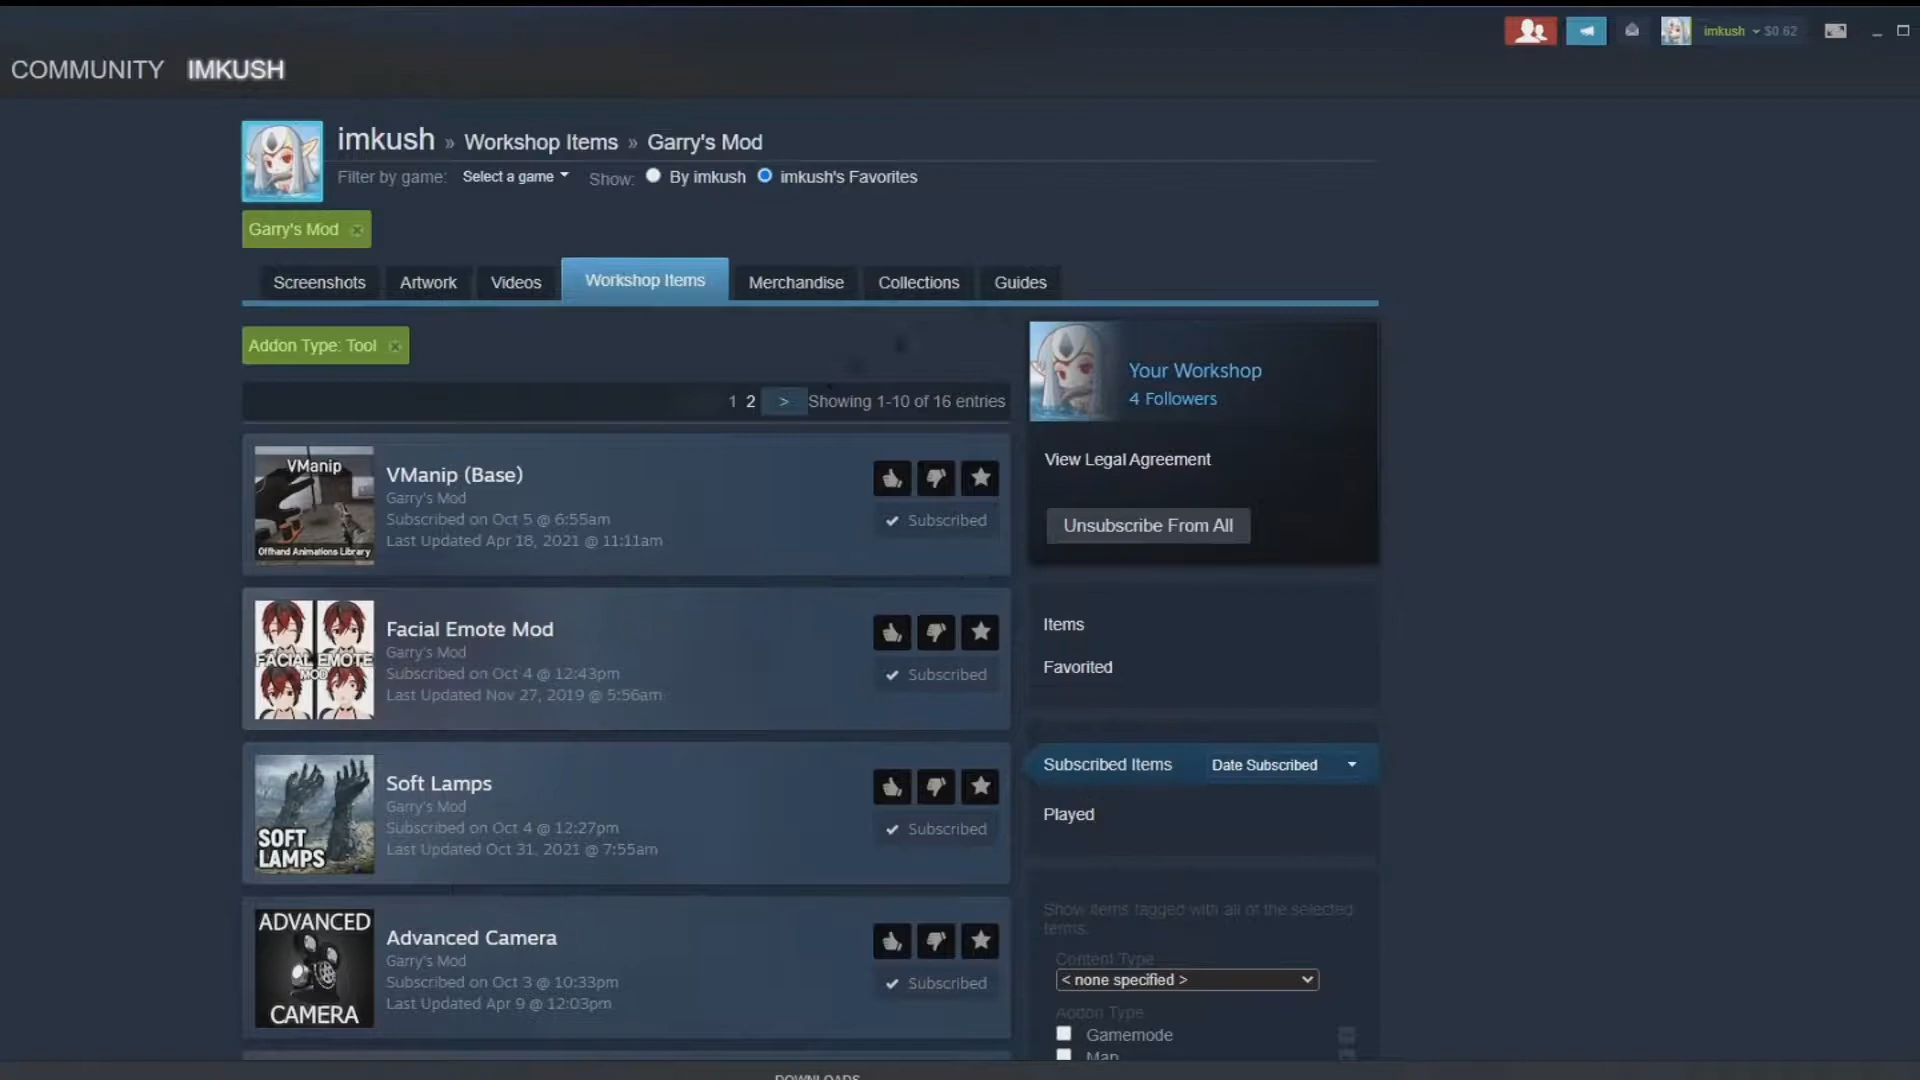 imkush $0.62
COMMUNITY IMKUSH
imkush » Workshop Items » Garry's Mod
Filter by game: Select a game Show: By imkush imkush's Favorites
Garry's Mod
Screenshots Artwork Videos Workshop Items Merchandise Collections Guides
Addon Type: Tool
1 2 > Showing 1-10 of 16 entries
VManip
Offhand Animations Library
VManip (Base)
Garry's Mod
Subscribed on Oct 5 @ 6:55am
Last Updated Apr 18, 2021 @ 11:11am
Subscribed
FACIAL EMOTE
MOD
Facial Emote Mod
Garry's Mod
Subscribed on Oct 4 @ 12:43pm
Last Updated Nov 27, 2019 @ 5:56am
Subscribed
SOFT
LAMPS
Soft Lamps
Garry's Mod
Subscribed on Oct 4 @ 12:27pm
Last Updated Oct 31, 2021 @ 7:55am
Subscribed
ADVANCED
CAMERA
Advanced Camera
Garry's Mod
Subscribed on Oct 3 @ 10:33pm
Last Updated Apr 9 @ 12:03pm
Subscribed
Your Workshop
4 Followers
View Legal Agreement
Unsubscribe From All
Items
Favorited
Subscribed Items Date Subscribed
Played
Show items tagged with all of the selected
terms.
Content Type
< none specified >
Addon Type
Gamemode
Map
DOWNLOADS